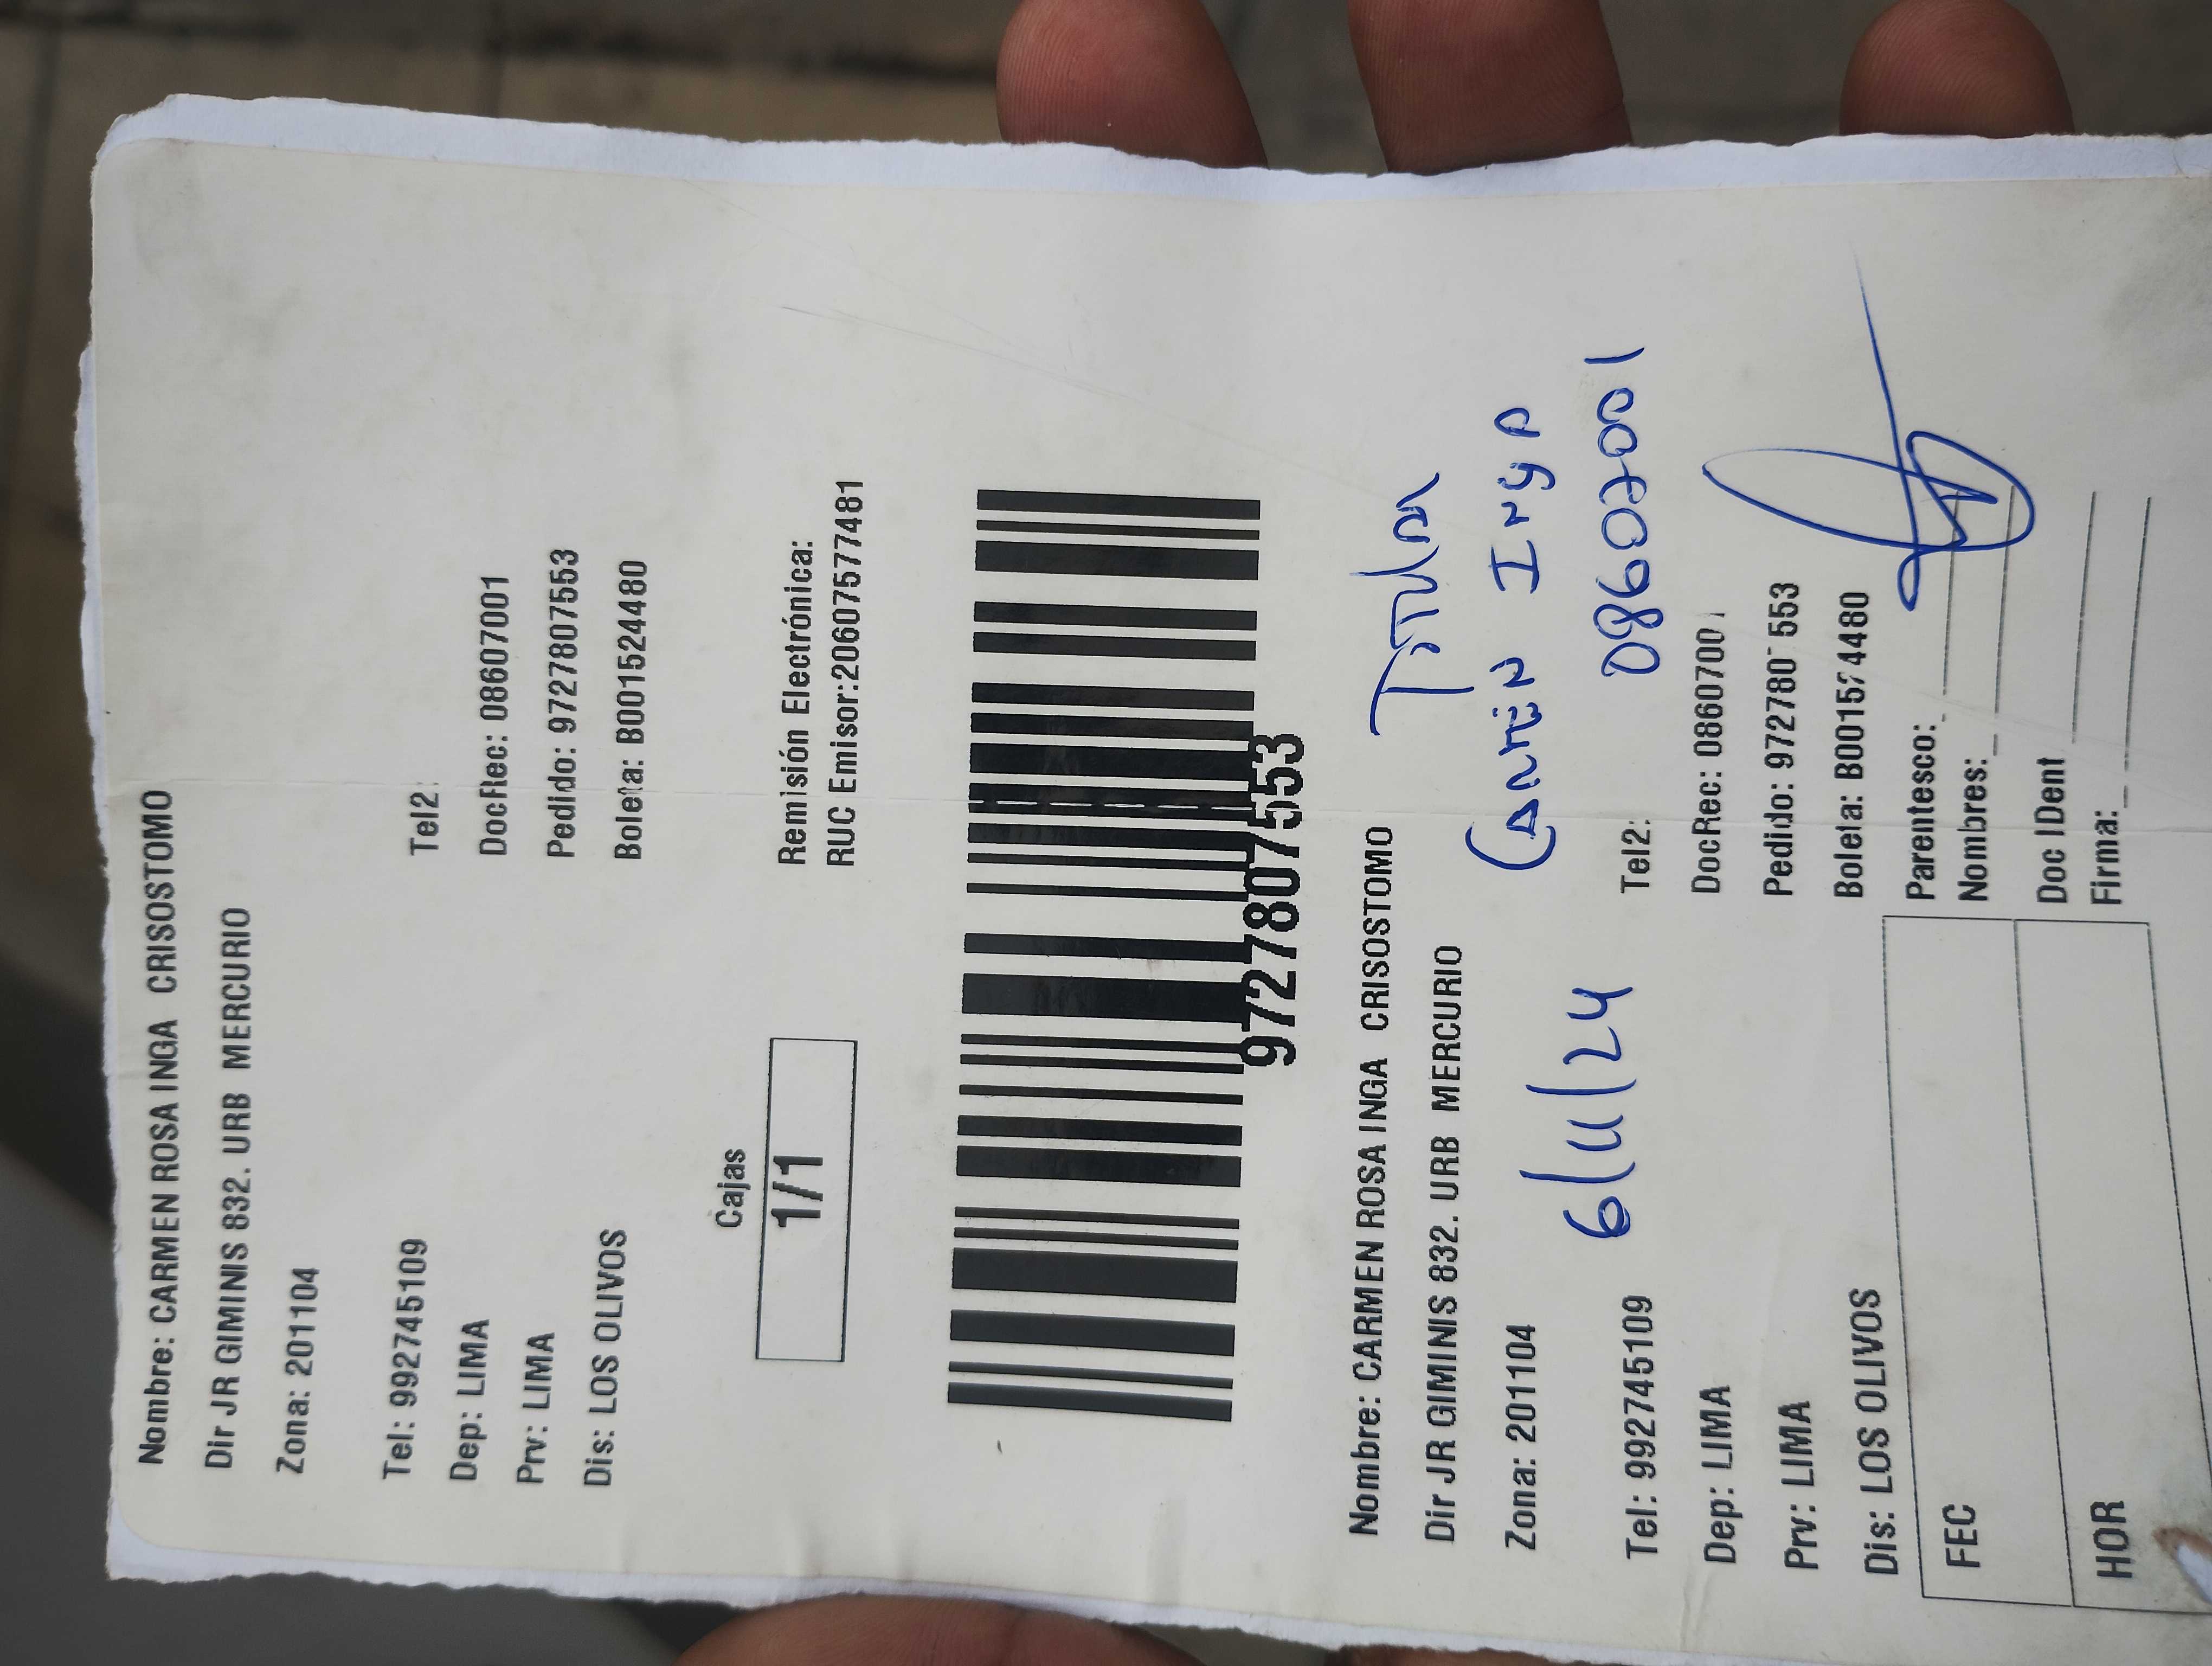 Nombre: CARMEN ROSA INGA CRISOSTOMO
Dir JR GIMINIS 832. URB MERCURIO
Zona: 201104
Tel: 992745109
Tel2:
Dep: LIMA
DocRec: 08607001
Prv: LIMA
Pedido: 9727807553
Dis: LOS OLIVOS
Boleta: B001524480
Cajas
1/1
Remisión Electrónica:
RUC Emisor:20607577481
9727807553
Nombre: CARMEN ROSA INGA CRISOSTOMO
Titular
Dir JR GIMINIS 832. URB MERCURIO
Carmen Inga
Zona: 201104
6/11/24
08607001
Tel: 992745109
Tel2:
Dep: LIMA
DocRec: 08607001
Prv: LIMA
Pedido: 9727807553
Dis: LOS OLIVOS
Boleta: B001524480
FEC
Parentesco:
Nombres:
HOR
Doc IDent
Firma: